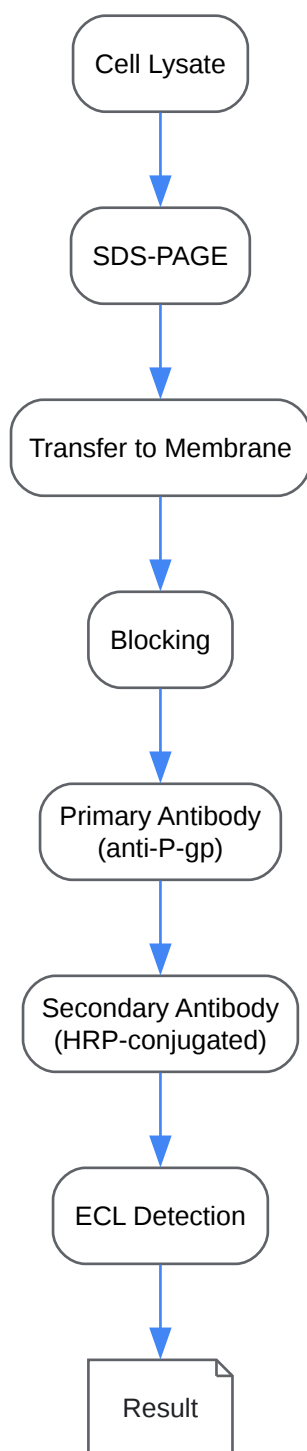 Cell Lysate
SDS-PAGE
Transfer to Membrane
Blocking
Primary Antibody
(anti-P-gp)
Secondary Antibody
(HRP-conjugated)
ECL Detection
Result